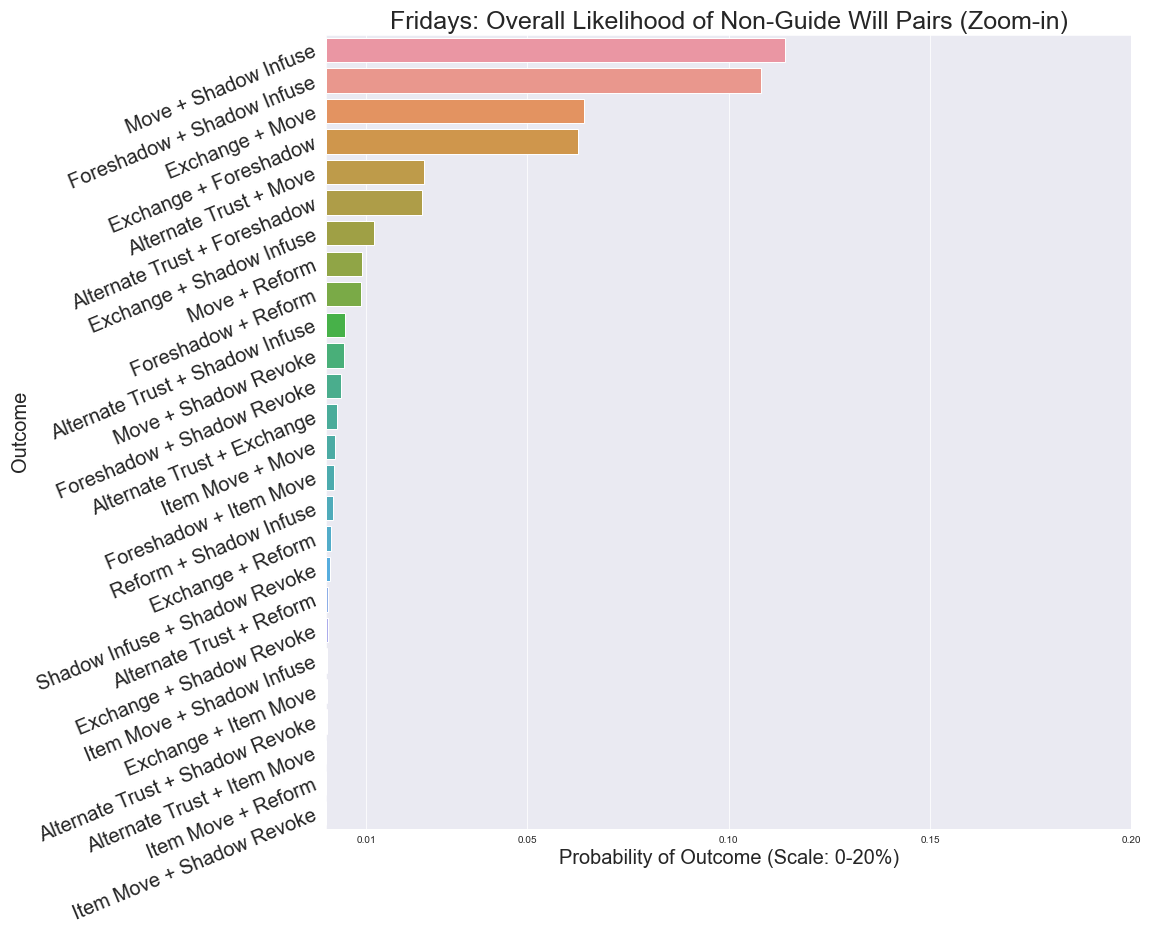 Fridays: Overall Likelihood of Non-Guide Will Pairs (Zoom-in)
Move + Shadow Infuse
Foreshadow + Shadow Infuse
Exchange + Move
Exchange + Foreshadow
Alternate Trust + Move
Alternate Trust + Foreshadow
Exchange + Shadow Infuse
Move + Reform
Foreshadow + Reform
Alternate Trust + Shadow Infuse
Move + Shadow Revoke
Foreshadow + Shadow Revoke
Alternate Trust + Exchange
Item Move + Move
Foreshadow + Item Move
Reform + Shadow Infuse
Exchange + Reform
Shadow Infuse + Shadow Revoke
Alternate Trust + Reform
Exchange + Shadow Revoke
Item Move + Shadow Infuse
Exchange + Item Move
Alternate Trust + Shadow Revoke
Alternate Trust + Item Move
Item Move + Reform
Item Move + Shadow Revoke
Outcome
0.01 0.05 0.10 0.15 0.20
Probability of Outcome (Scale: 0-20%)